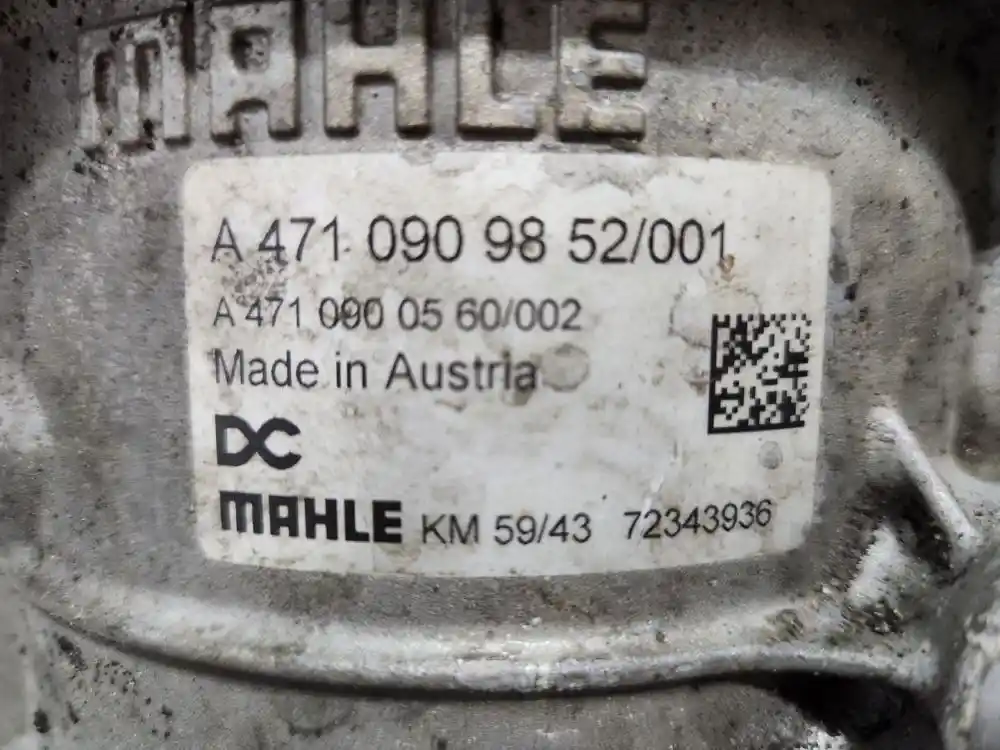 MAHLE
A 471 090 98 52/001
A 471 090 05 60/002
Made in Austria
DC
MAHLE KM 59/43 72343936